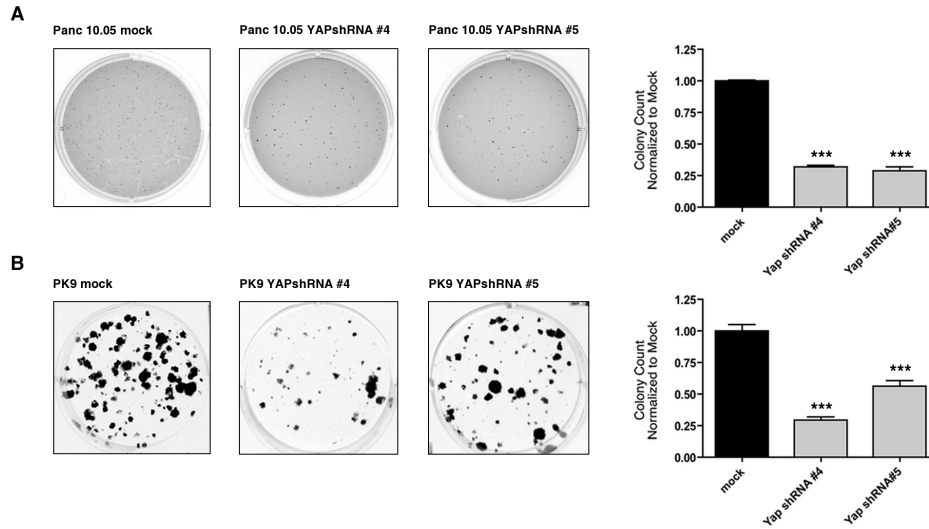 A
Panc 10.05 mock
Panc 10.05 YAPshRNA #4
Panc 10.05 YAPshRNA #5
Colony Count
Normalized to Mock
1.25
1.00
0.75
0.50
0.25
0.00
***
***
mock
Yap shRNA #4
Yap shRNA#5
B
PK9 mock
PK9 YAPshRNA #4
PK9 YAPshRNA #5
Colony Count
Normalized to Mock
1.25
1.00
0.75
0.50
0.25
0.00
***
***
mock
Yap shRNA #4
Yap shRNA#5